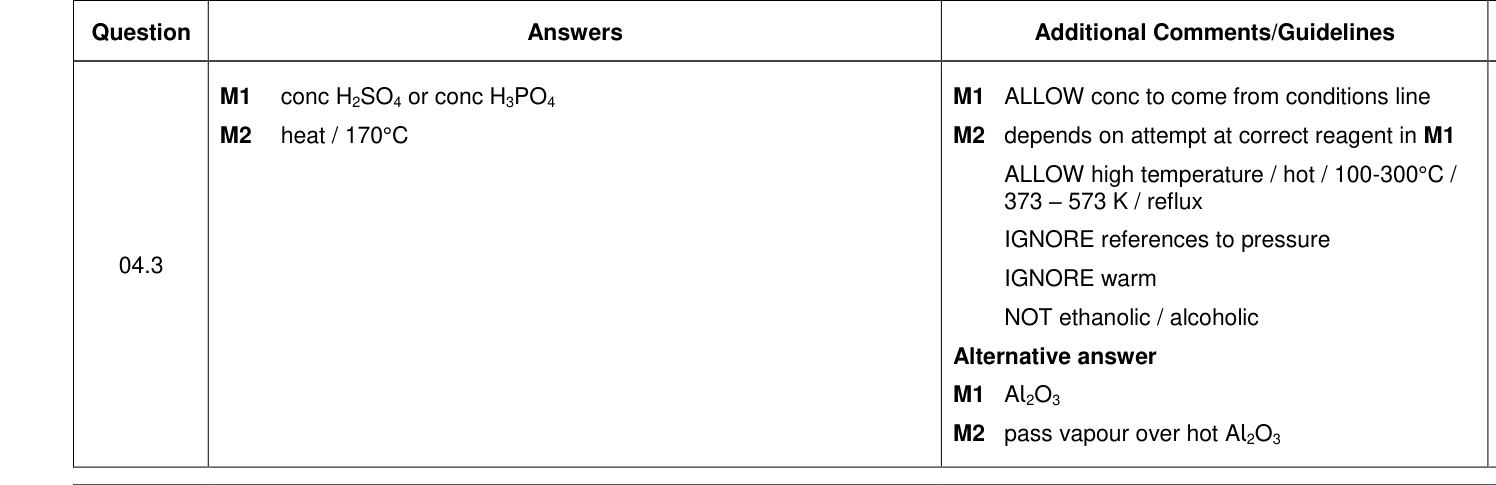 Question Answers Additional Comments/Guidelines
M1 conc H₂SO₄ or conc H₃PO₄
M2 heat / 170°C
04.3
M1 ALLOW conc to come from conditions line
M2 depends on attempt at correct reagent in M1
ALLOW high temperature / hot / 100-300°C /
373 – 573 K / reflux
IGNORE references to pressure
IGNORE warm
NOT ethanolic / alcoholic
Alternative answer
M1 Al₂O₃
M2 pass vapour over hot Al₂O₃